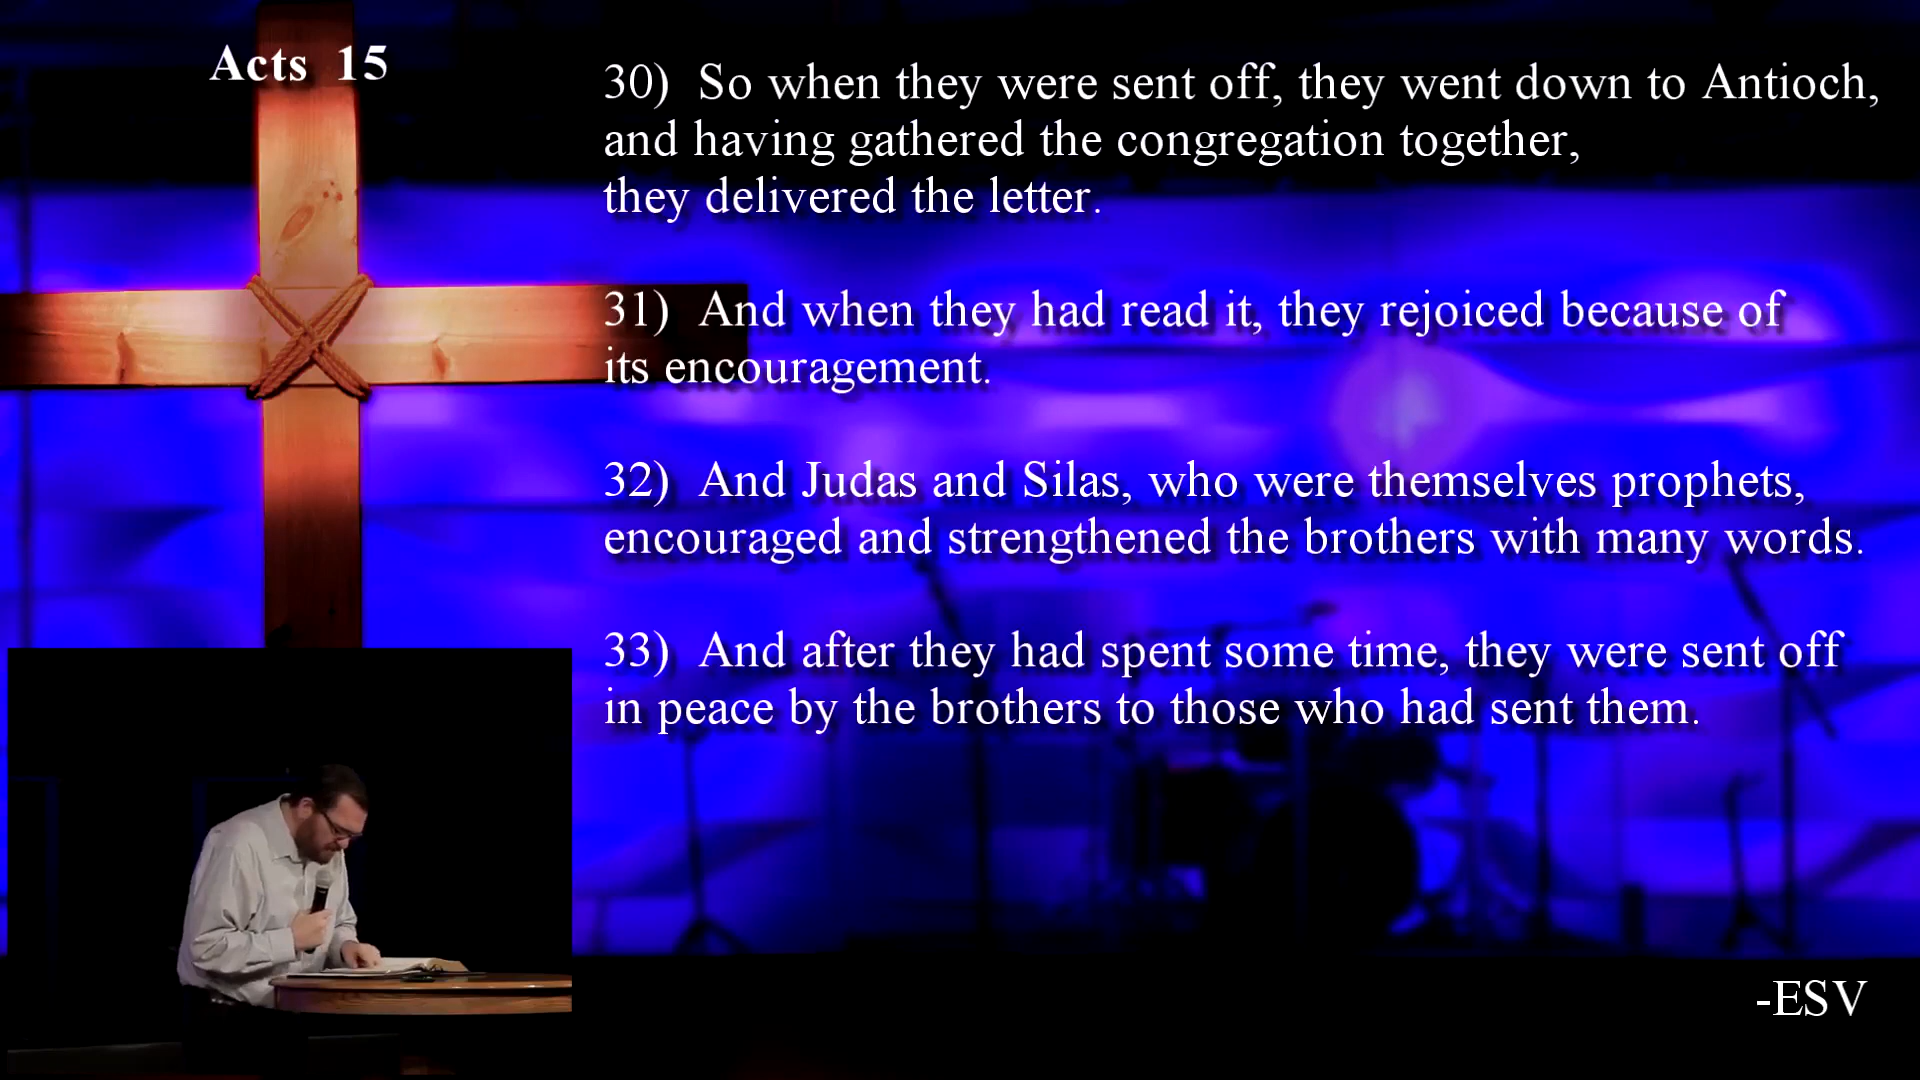 Acts 15
30) So when they were sent off, they went down to Antioch,
and having gathered the congregation together,
they delivered the letter.
31) And when they had read it, they rejoiced because of
its encouragement.
32) And Judas and Silas, who were themselves prophets,
encouraged and strengthened the brothers with many words.
33) And after they had spent some time, they were sent off
in peace by the brothers to those who had sent them.
-ESV